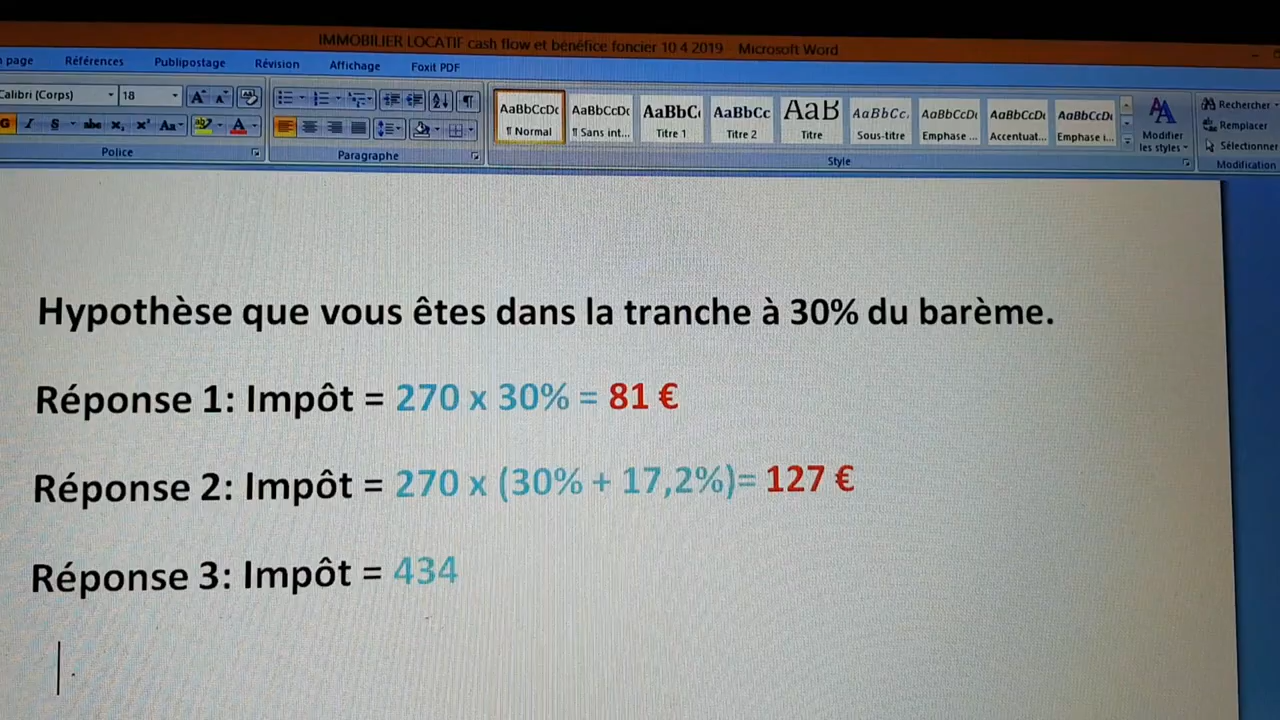 IMMOBILIER LOCATIF cash flow et bénéfice foncier 10 4 2019 - Microsoft Word
page Références Publipostage Révision Affichage Foxit PDF
Calibri (Corps) 18
AaBbCcDc AaBbCcDc AaBbC AaBbCc AaB AaBbCc. AaBbCcDc AaBbCcDc AaBbCcDc
¶ Normal ¶ Sans int... Titre 1 Titre 2 Titre Sous-titre Emphase ... Accentuat... Emphase i...
Modifier les styles
Rechercher
Remplacer
Sélectionner
Police Paragraphe Style Modification
Hypothèse que vous êtes dans la tranche à 30% du barème.
Réponse 1: Impôt = 270 x 30% = 81 €
Réponse 2: Impôt = 270 x (30% + 17,2%)= 127 €
Réponse 3: Impôt = 434